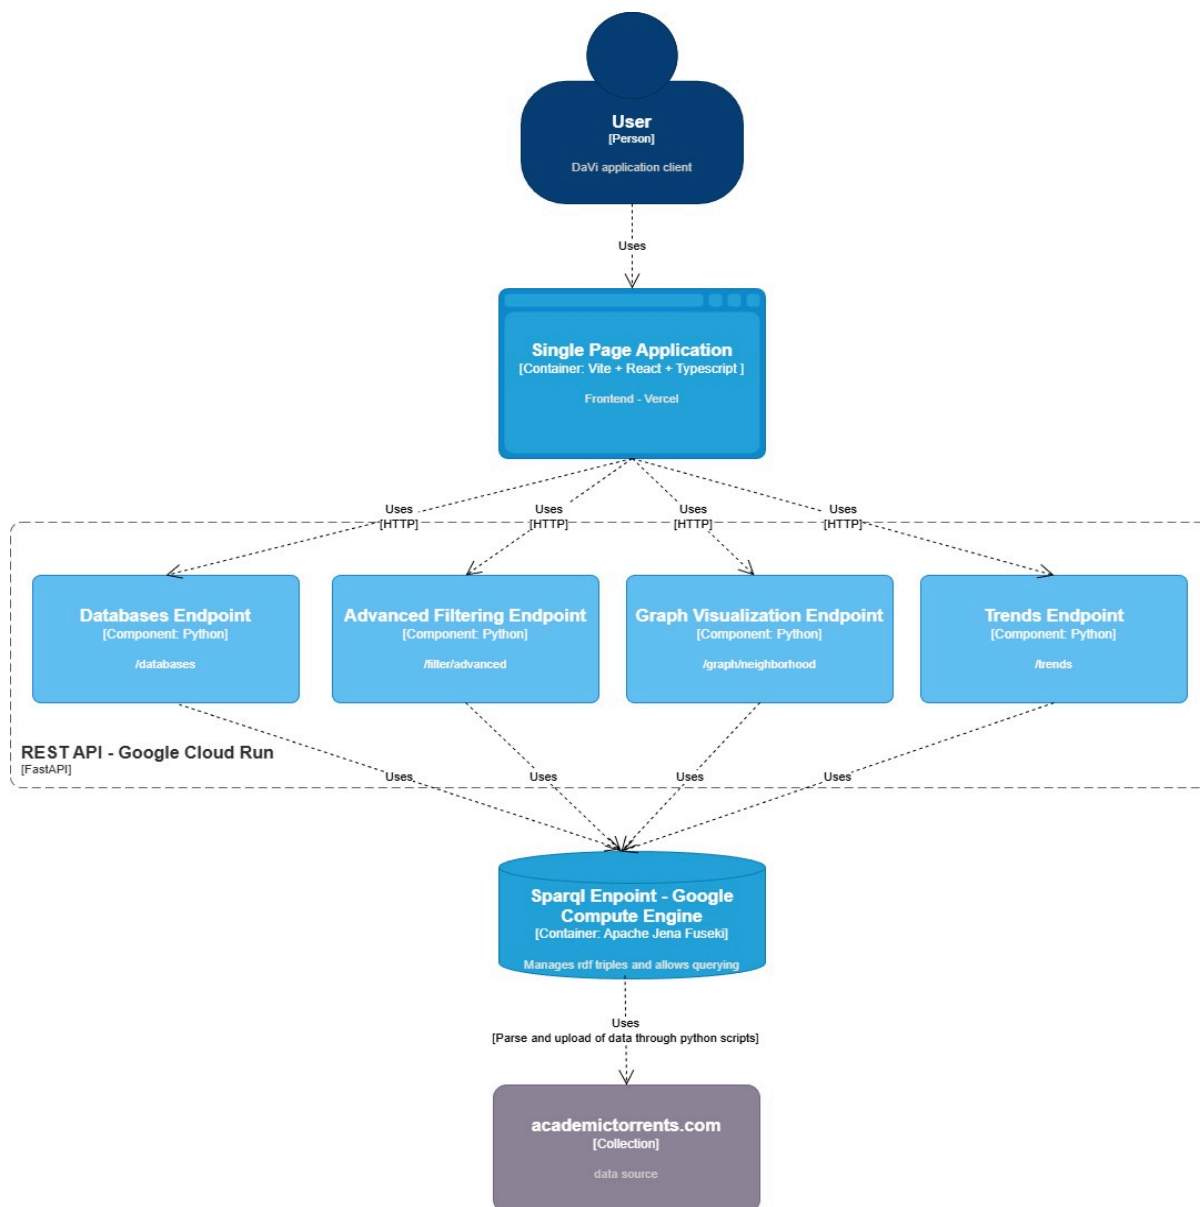 User
[Person]
DaVi application client
Uses
Single Page Application
[Container: Vite + React + Typescript ]
Frontend - Vercel
Uses
[HTTP]
Uses
[HTTP]
Uses
[HTTP]
Uses
[HTTP]
Databases Endpoint
[Component: Python]
/databases
Advanced Filtering Endpoint
[Component: Python]
/filter/advanced
Graph Visualization Endpoint
[Component: Python]
/graph/neighborhood
Trends Endpoint
[Component: Python]
/trends
REST API - Google Cloud Run
[FastAPI]
Uses
Uses
Uses
Uses
Sparql Enpoint - Google
Compute Engine
[Container: Apache Jena Fuseki]
Manages rdf triples and allows querying
Uses
[Parse and upload of data through python scripts]
academictorrents.com
[Collection]
data source